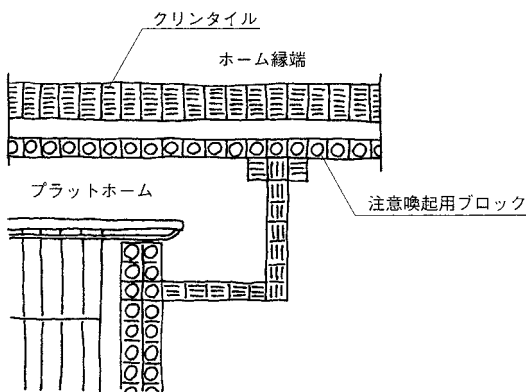 クリンタイル
ホーム縁端
プラットホーム
注意喚起用ブロック